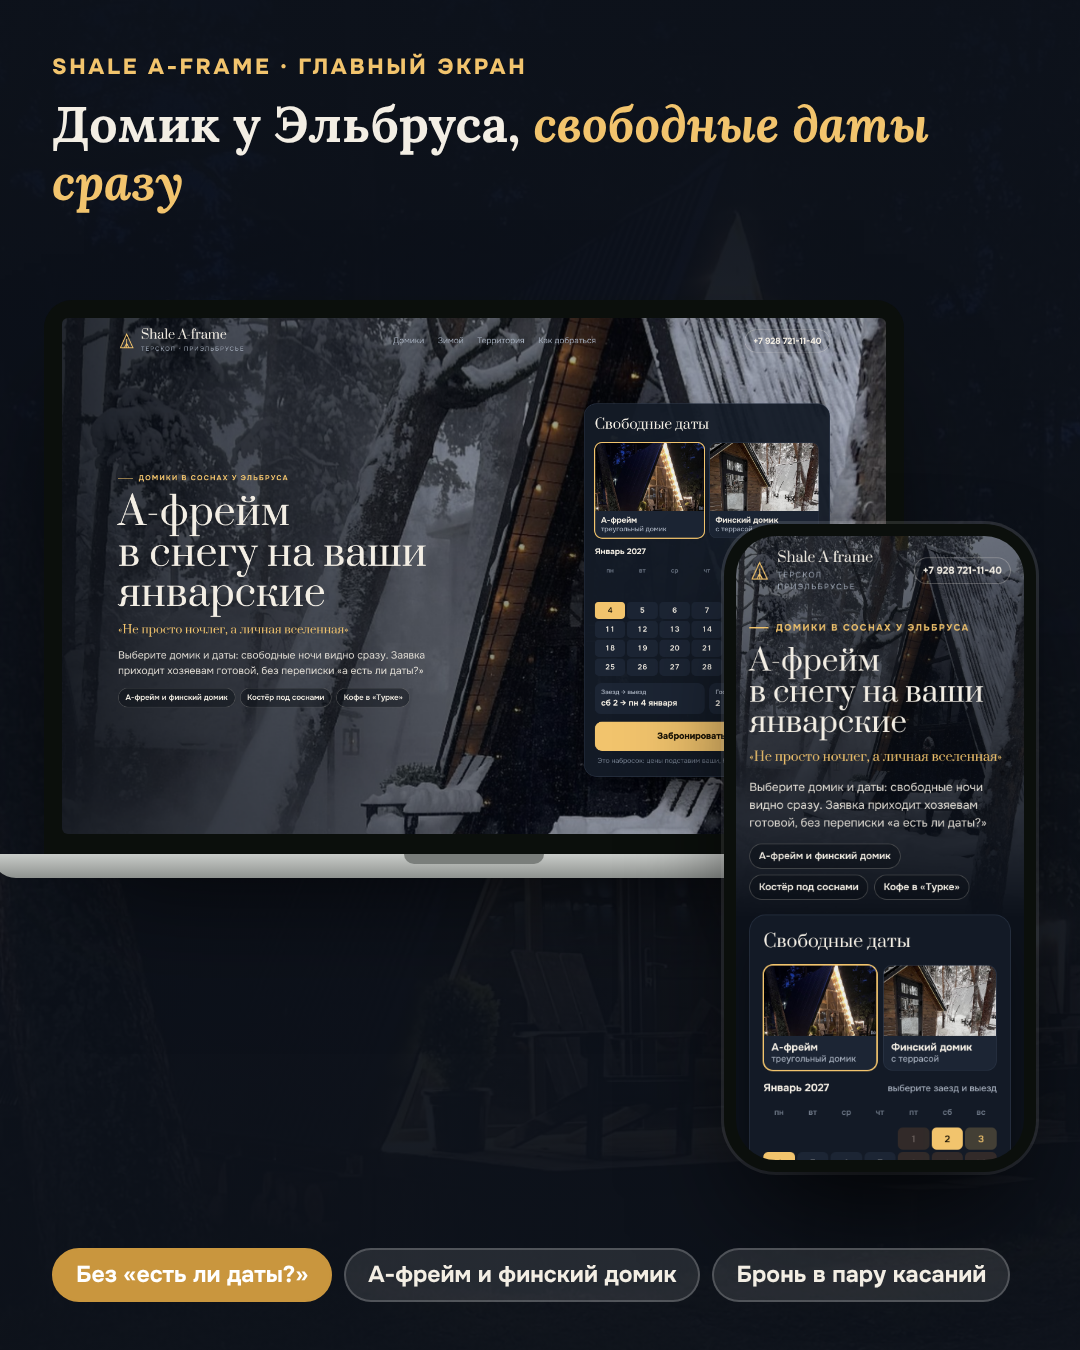 SHALE A-FRAME · ГЛАВНЫЙ ЭКРАН
Домик у Эльбруса, свободные даты
сразу
Shale A-frame
ТЕРСКОЛ · ПРИЭЛЬБРУСЬЕ
Домики Зимой Территория Как добраться
+7 928 721-11-40
ДОМИКИ В СОСНАХ У ЭЛЬБРУСА
А-фрейм
в снегу на ваши
январские
«Не просто ночлег, а личная вселенная»
Выберите домик и даты: свободные ночи видно сразу. Заявка
приходит хозяевам готовой, без переписки «а есть ли даты?»
А-фрейм и финский домик Костёр под соснами Кофе в «Турке»
Свободные даты
А-фрейм
треугольный домик
Финский домик
с террасой
Январь 2027
пн вт ср чт
4 5 6 7
11 12 13 14
18 19 20 21
25 26 27 28
Заезд → выезд
сб 2 → пн 4 января
2
Забронировать
Это набросок: цены подставим ваши,
Shale A-frame
ТЕРСКОЛ ·
ПРИЭЛЬБРУСЬЕ
+7 928 721-11-40
ДОМИКИ В СОСНАХ У ЭЛЬБРУСА
А-фрейм
в снегу на ваши
январские
«Не просто ночлег, а личная вселенная»
Выберите домик и даты: свободные ночи
видно сразу. Заявка приходит хозяевам
готовой, без переписки «а есть ли даты?»
А-фрейм и финский домик
Костёр под соснами Кофе в «Турке»
Свободные даты
А-фрейм
треугольный домик
Финский домик
с террасой
Январь 2027 выберите заезд и выезд
пн вт ср чт пт сб вс
1 2 3
Без «есть ли даты?» А-фрейм и финский домик Бронь в пару касаний